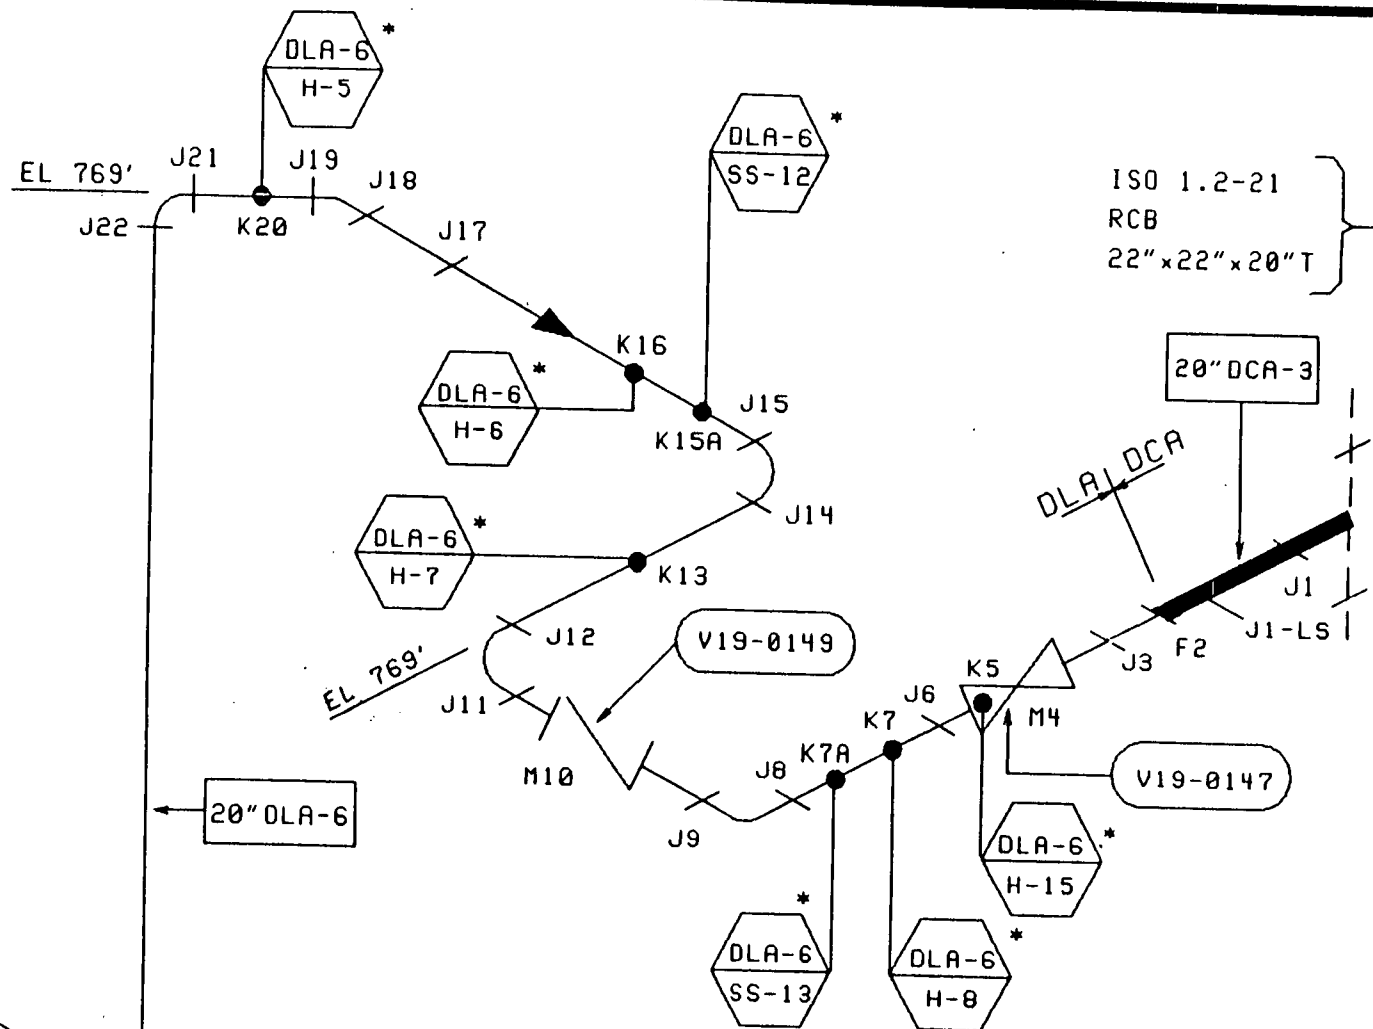 DLA-6 *
H-5
DLA-6 *
SS-12
EL 769'
J21
J19
J18
J22
K20
J17
ISO 1.2-21
RCB
22"x22"x20"T
K16
DLA-6 *
H-6
J15
K15A
20"DCA-3
DLA DCA
J14
DLA-6 *
H-7
K13
J1
J1-LS
J12
V19-0149
F2
J3
EL 769'
K5
J11
J6
M4
K7
K7A
M10
J8
V19-0147
20"DLA-6
J9
DLA-6 *
H-15
DLA-6 *
SS-13
DLA-6 *
H-8